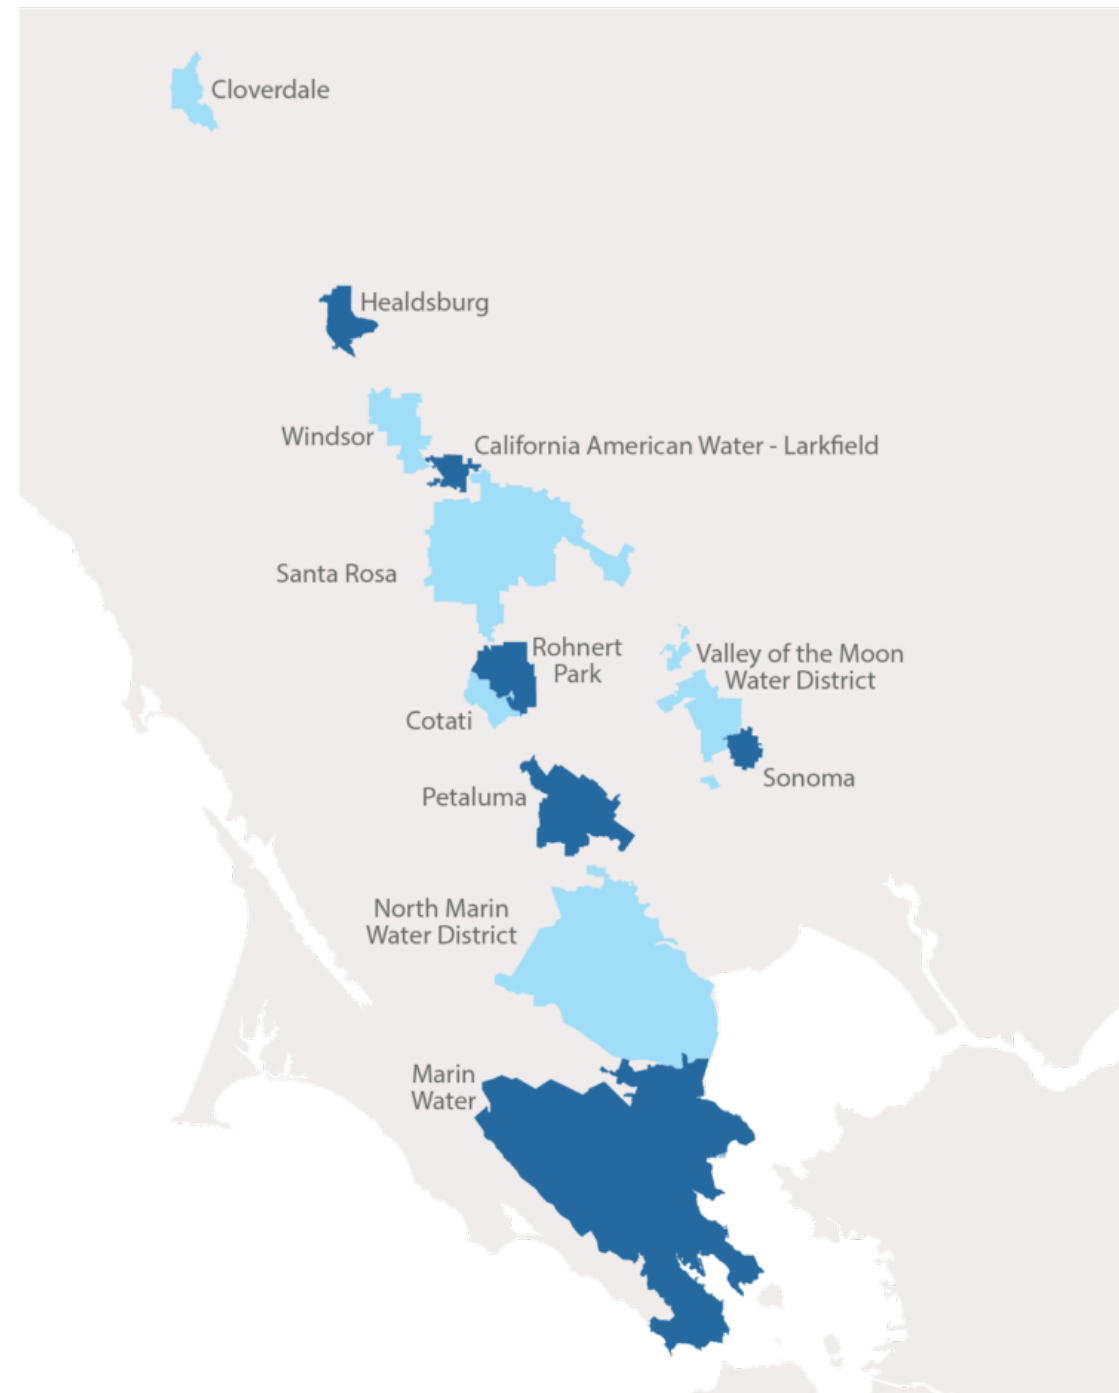 Cloverdale
Healdsburg
Windsor
California American Water - Larkfield
Santa Rosa
Rohnert
Park
Valley of the Moon
Water District
Cotati
Sonoma
Petaluma
North Marin
Water District
Marin
Water